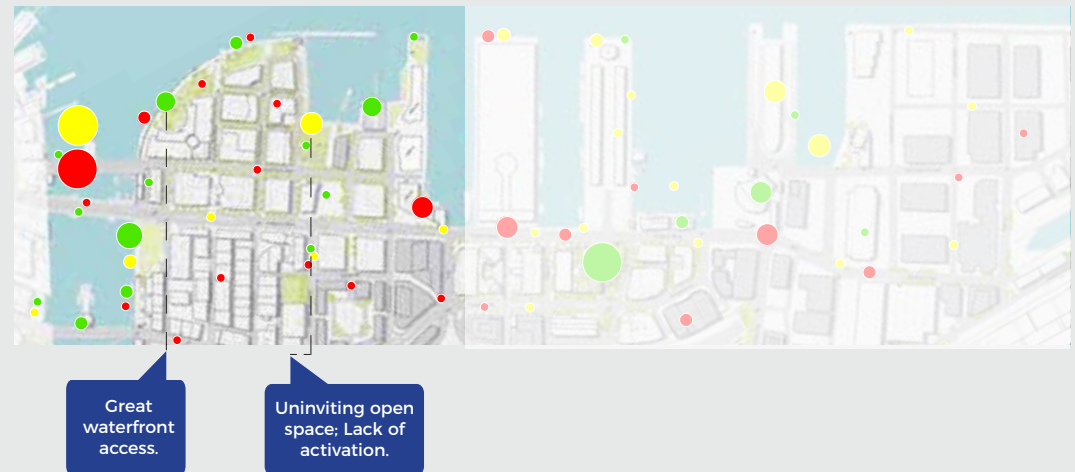 Great
waterfront
access.
Uninviting open
space; Lack of
activation.